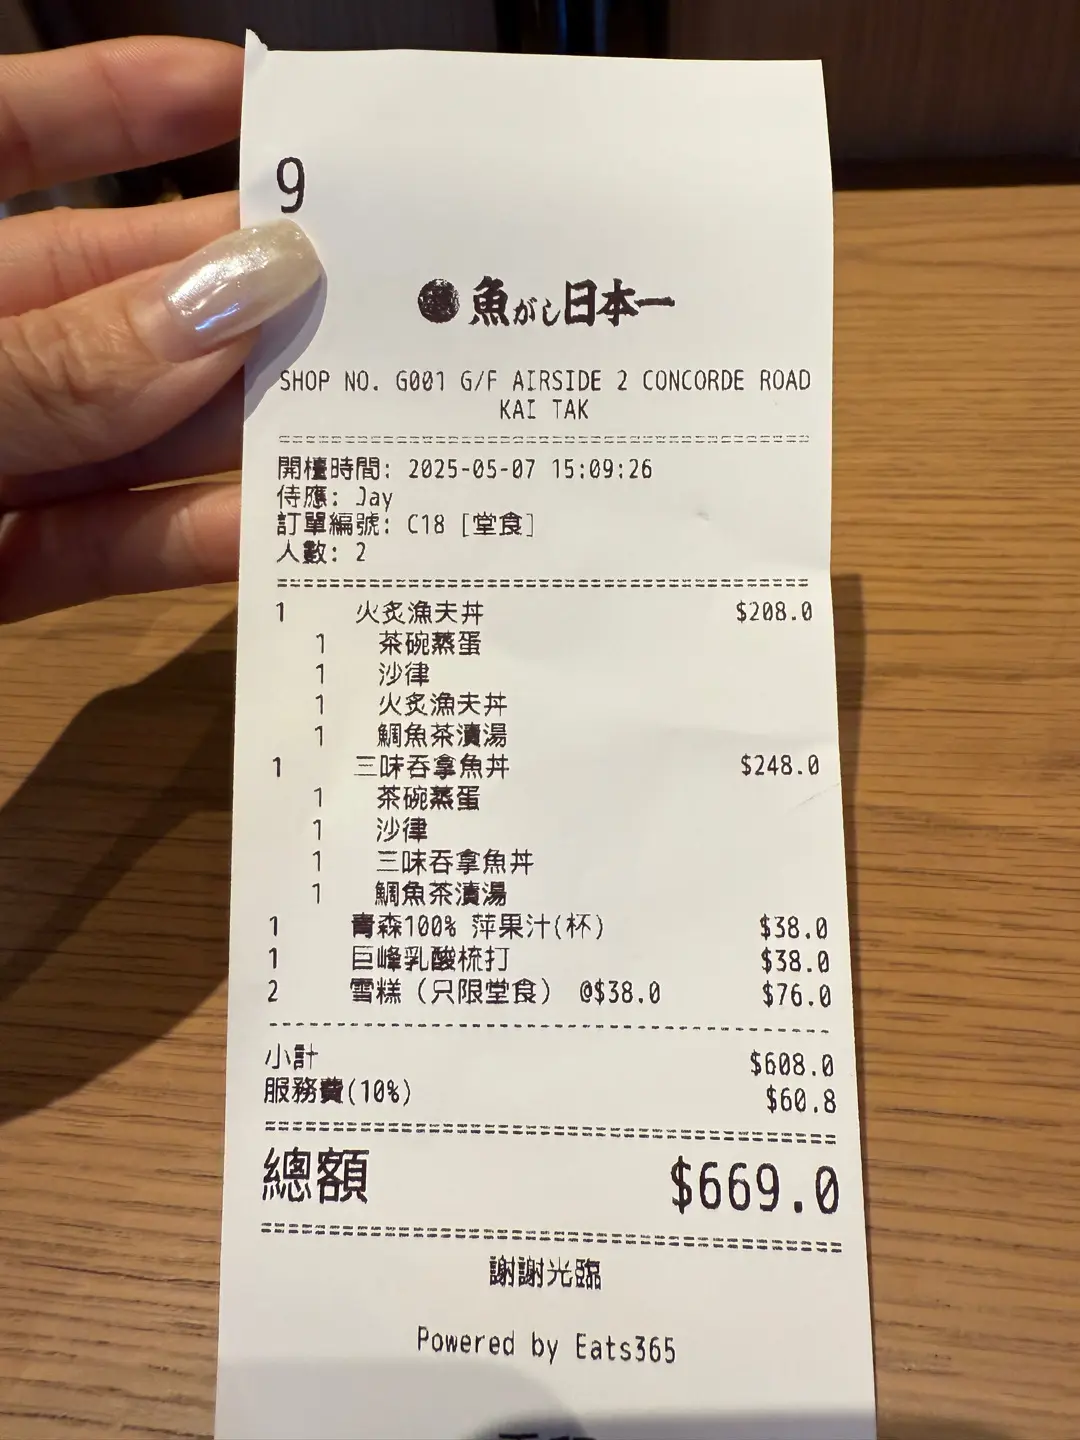 9
魚がし日本一
SHOP NO. G001 G/F AIRSIDE 2 CONCORDE ROAD
KAI TAK
開檯時間: 2025-05-07 15:09:26
侍應: Jay
訂單編號: C18 [堂食]
人數: 2
1 火炙漁夫丼 $208.0
1 茶碗蒸蛋
1 沙律
1 火炙漁夫丼
1 鯛魚茶漬湯
1 三味吞拿魚丼 $248.0
1 茶碗蒸蛋
1 沙律
1 三味吞拿魚丼
1 鯛魚茶漬湯
1 青森100% 萍果汁(杯) $38.0
1 巨峰乳酸梳打 $38.0
2 雪糕 (只限堂食) @$38.0 $76.0
小計 $608.0
服務費(10%) $60.8
總額 $669.0
謝謝光臨
Powered by Eats365